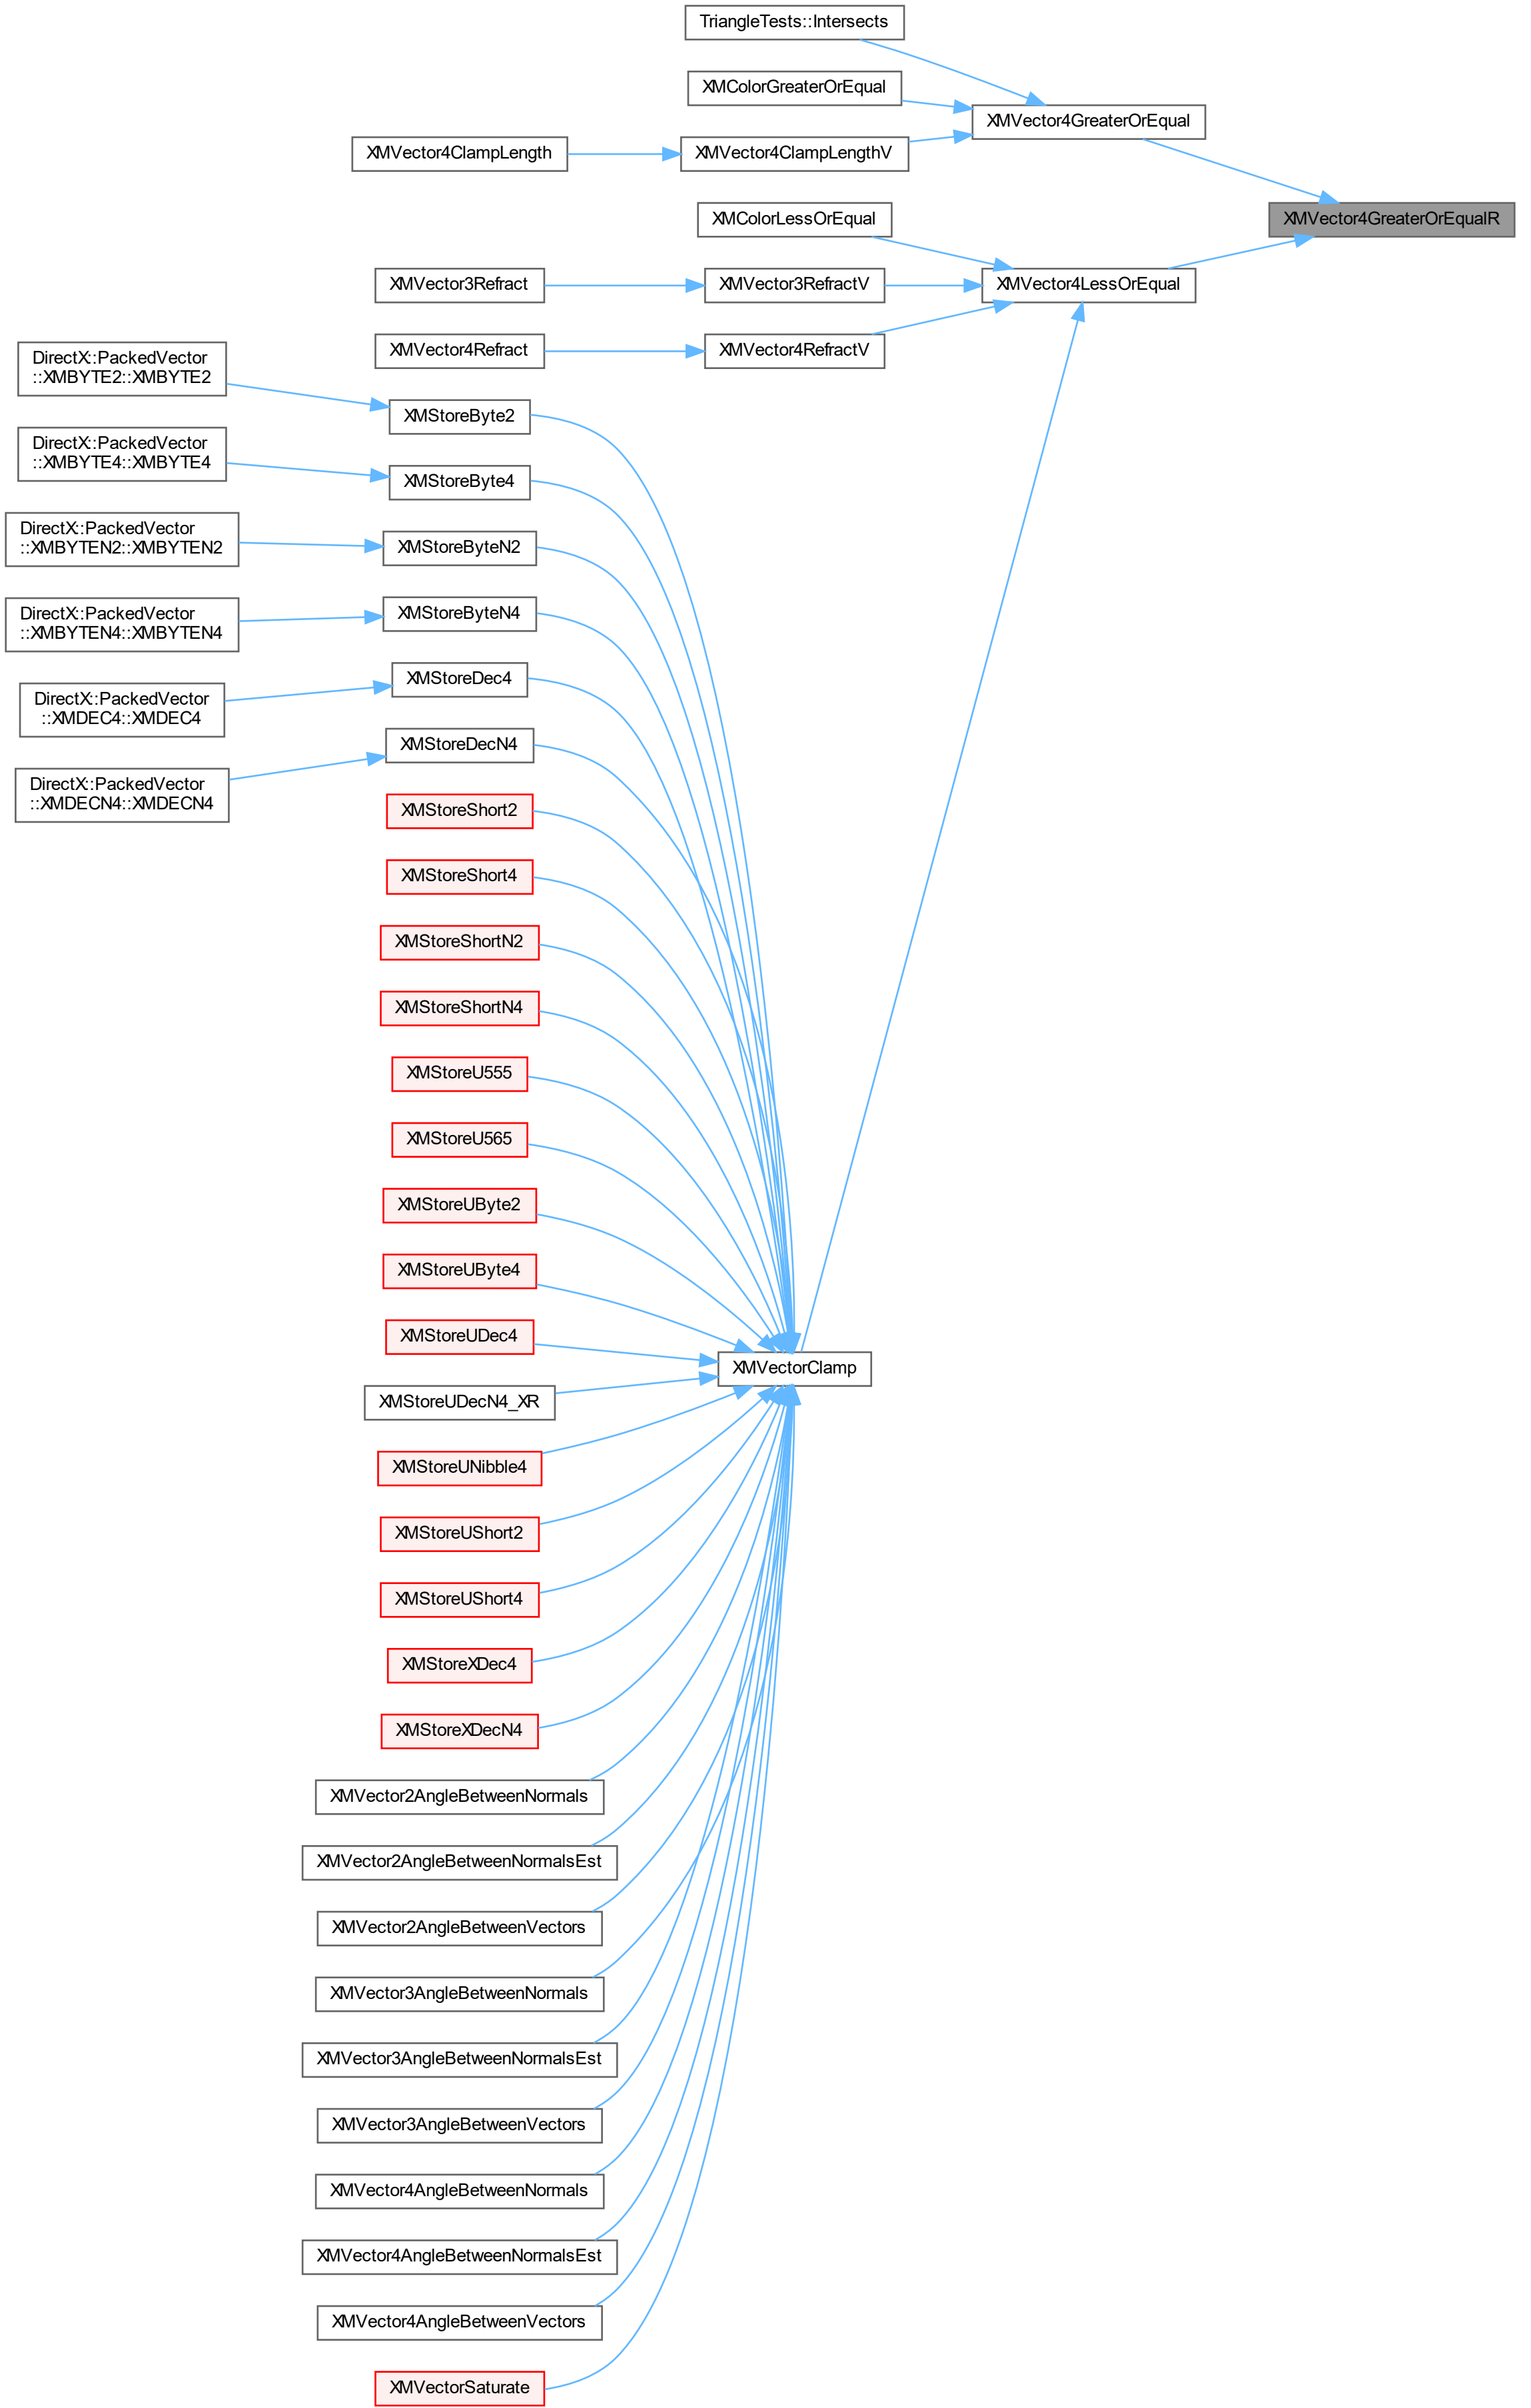 TriangleTests::Intersects
XMColorGreaterOrEqual
XMVector4GreaterOrEqual
XMVector4ClampLength
XMVector4ClampLengthV
XMColorLessOrEqual
XMVector4GreaterOrEqualR
XMVector3Refract
XMVector3RefractV
XMVector4LessOrEqual
XMVector4Refract
XMVector4RefractV
DirectX::PackedVector
::XMBYTE2::XMBYTE2
XMStoreByte2
DirectX::PackedVector
::XMBYTE4::XMBYTE4
XMStoreByte4
DirectX::PackedVector
::XMBYTEN2::XMBYTEN2
XMStoreByteN2
DirectX::PackedVector
::XMBYTEN4::XMBYTEN4
XMStoreByteN4
DirectX::PackedVector
::XMDEC4::XMDEC4
XMStoreDec4
DirectX::PackedVector
::XMDECN4::XMDECN4
XMStoreDecN4
XMStoreShort2
XMStoreShort4
XMStoreShortN2
XMStoreShortN4
XMStoreU555
XMStoreU565
XMStoreUByte2
XMStoreUByte4
XMStoreUDec4
XMVectorClamp
XMStoreUDecN4_XR
XMStoreUNibble4
XMStoreUShort2
XMStoreUShort4
XMStoreXDec4
XMStoreXDecN4
XMVector2AngleBetweenNormals
XMVector2AngleBetweenNormalsEst
XMVector2AngleBetweenVectors
XMVector3AngleBetweenNormals
XMVector3AngleBetweenNormalsEst
XMVector3AngleBetweenVectors
XMVector4AngleBetweenNormals
XMVector4AngleBetweenNormalsEst
XMVector4AngleBetweenVectors
XMVectorSaturate